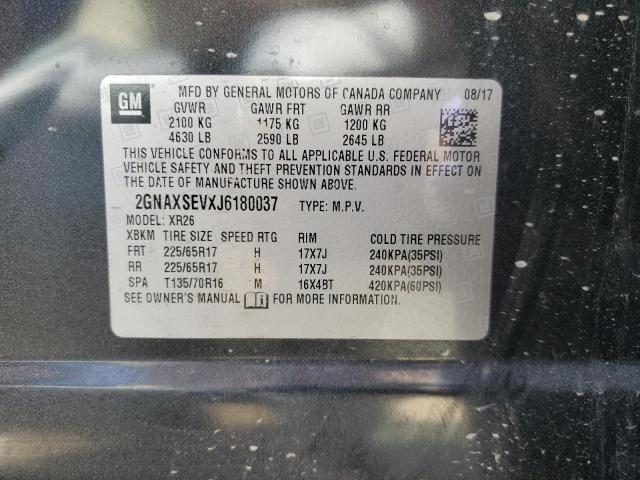 GM MFD BY GENERAL MOTORS OF CANADA COMPANY 08/17
GVWR GAWR FRT GAWR RR
2100 KG 1175 KG 1200 KG
4630 LB 2590 LB 2645 LB
THIS VEHICLE CONFORMS TO ALL APPLICABLE U.S. FEDERAL MOTOR
VEHICLE SAFETY AND THEFT PREVENTION STANDARDS IN EFFECT ON
THE DATE OF MANUFACTURE SHOWN ABOVE.
2GNAXSEVXJ6180037 TYPE: M.P.V.
MODEL: XR26
XBKM TIRE SIZE SPEED RTG RIM COLD TIRE PRESSURE
FRT 225/65R17 H 17X7J 240KPA(35PSI)
RR 225/65R17 H 17X7J 240KPA(35PSI)
SPA T135/70R16 M 16X4BT 420KPA(60PSI)
SEE OWNER'S MANUAL FOR MORE INFORMATION.